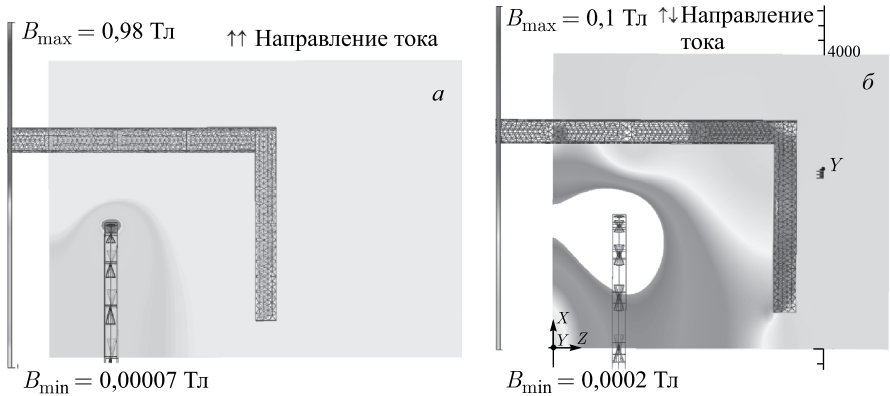 B_max = 0,98 Тл
↑↑ Направление тока
а
B_min = 0,00007 Тл
B_max = 0,1 Тл
↑↓ Направление
тока
4000
б
Y
X
Y Z
B_min = 0,0002 Тл